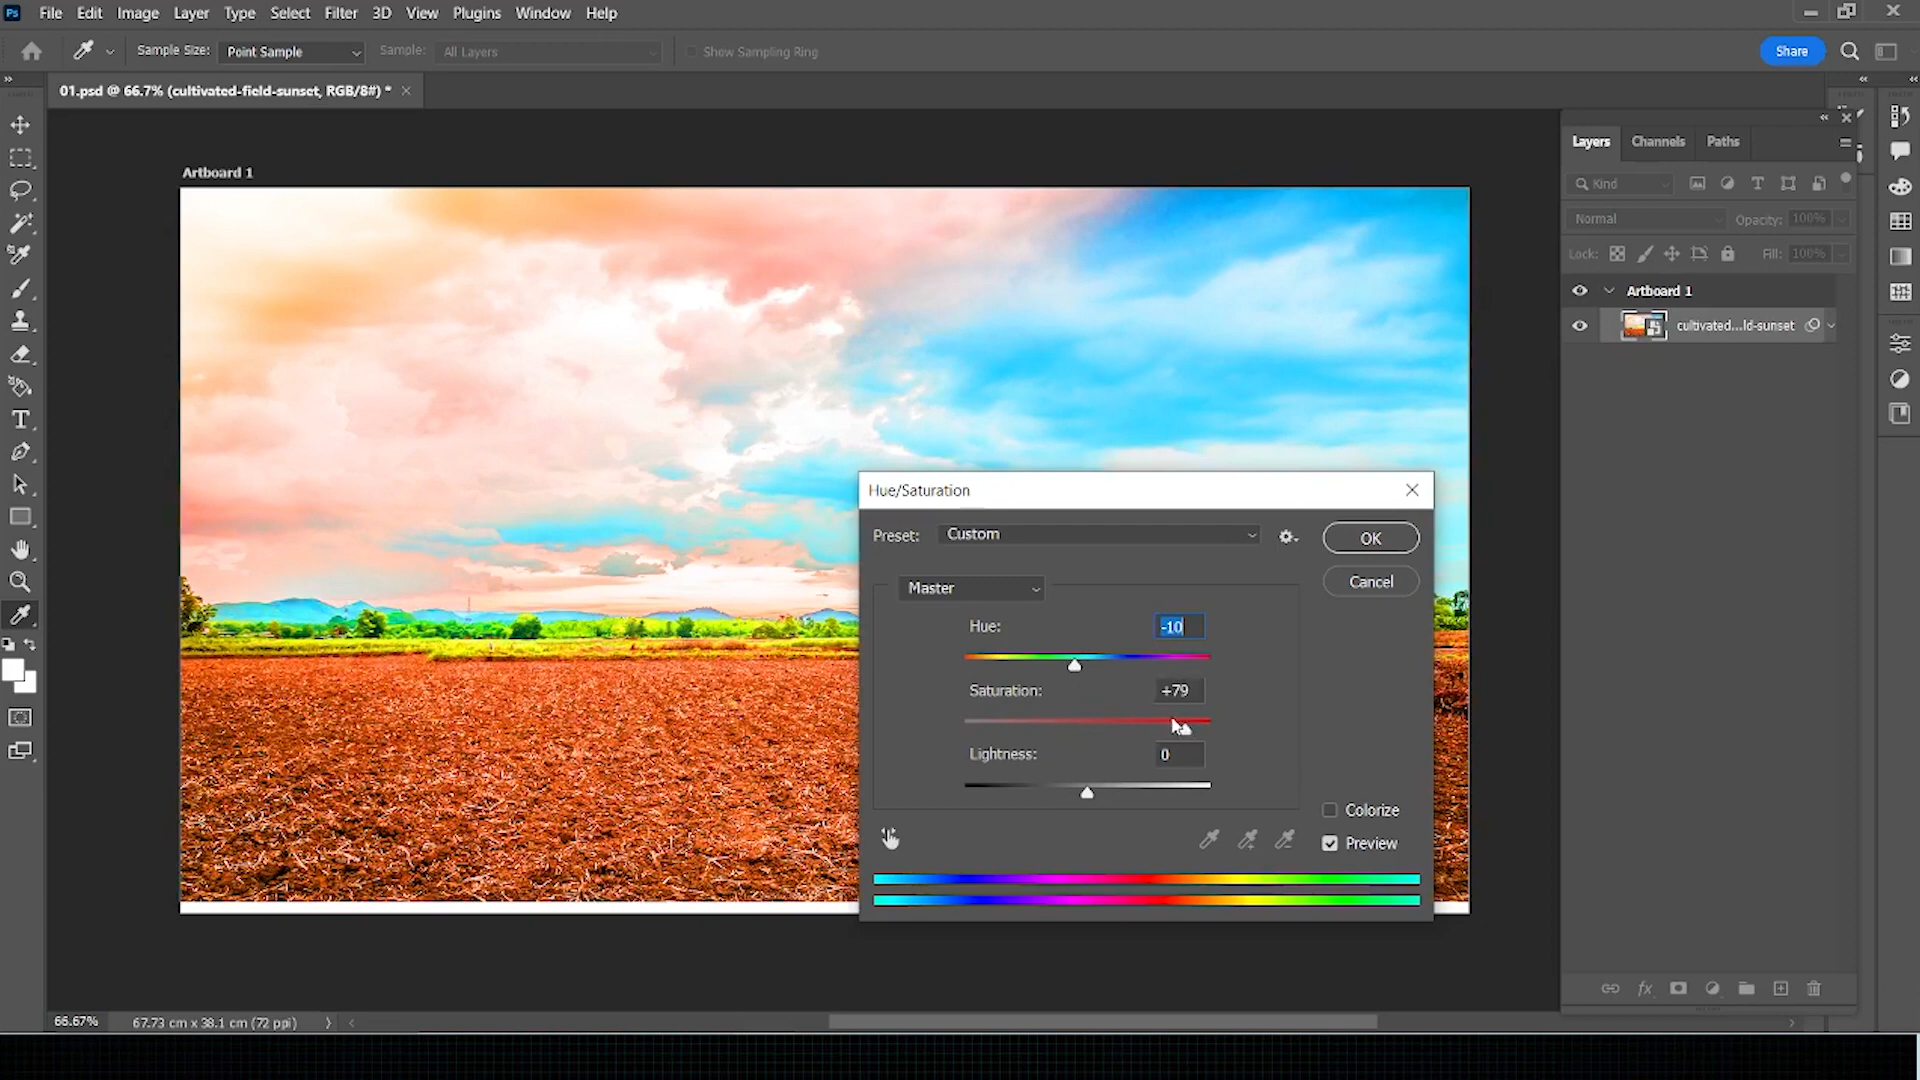 Ps File Edit Image Layer Type Select Filter 3D View Plugins Window Help
Sample Size: Point Sample Sample: All Layers Show Sampling Ring Share
01.psd @ 66.7% (cultivated-field-sunset, RGB/8#) *
Artboard 1
Layers Channels Paths
Kind
Normal Opacity: 100%
Lock: Fill: 100%
Artboard 1
cultivated...ld-sunset
Hue/Saturation
Preset: Custom
OK
Cancel
Master
Hue: -10
Saturation: +79
Lightness: 0
Colorize
Preview
fx
66.67% 67.73 cm x 38.1 cm (72 ppi)